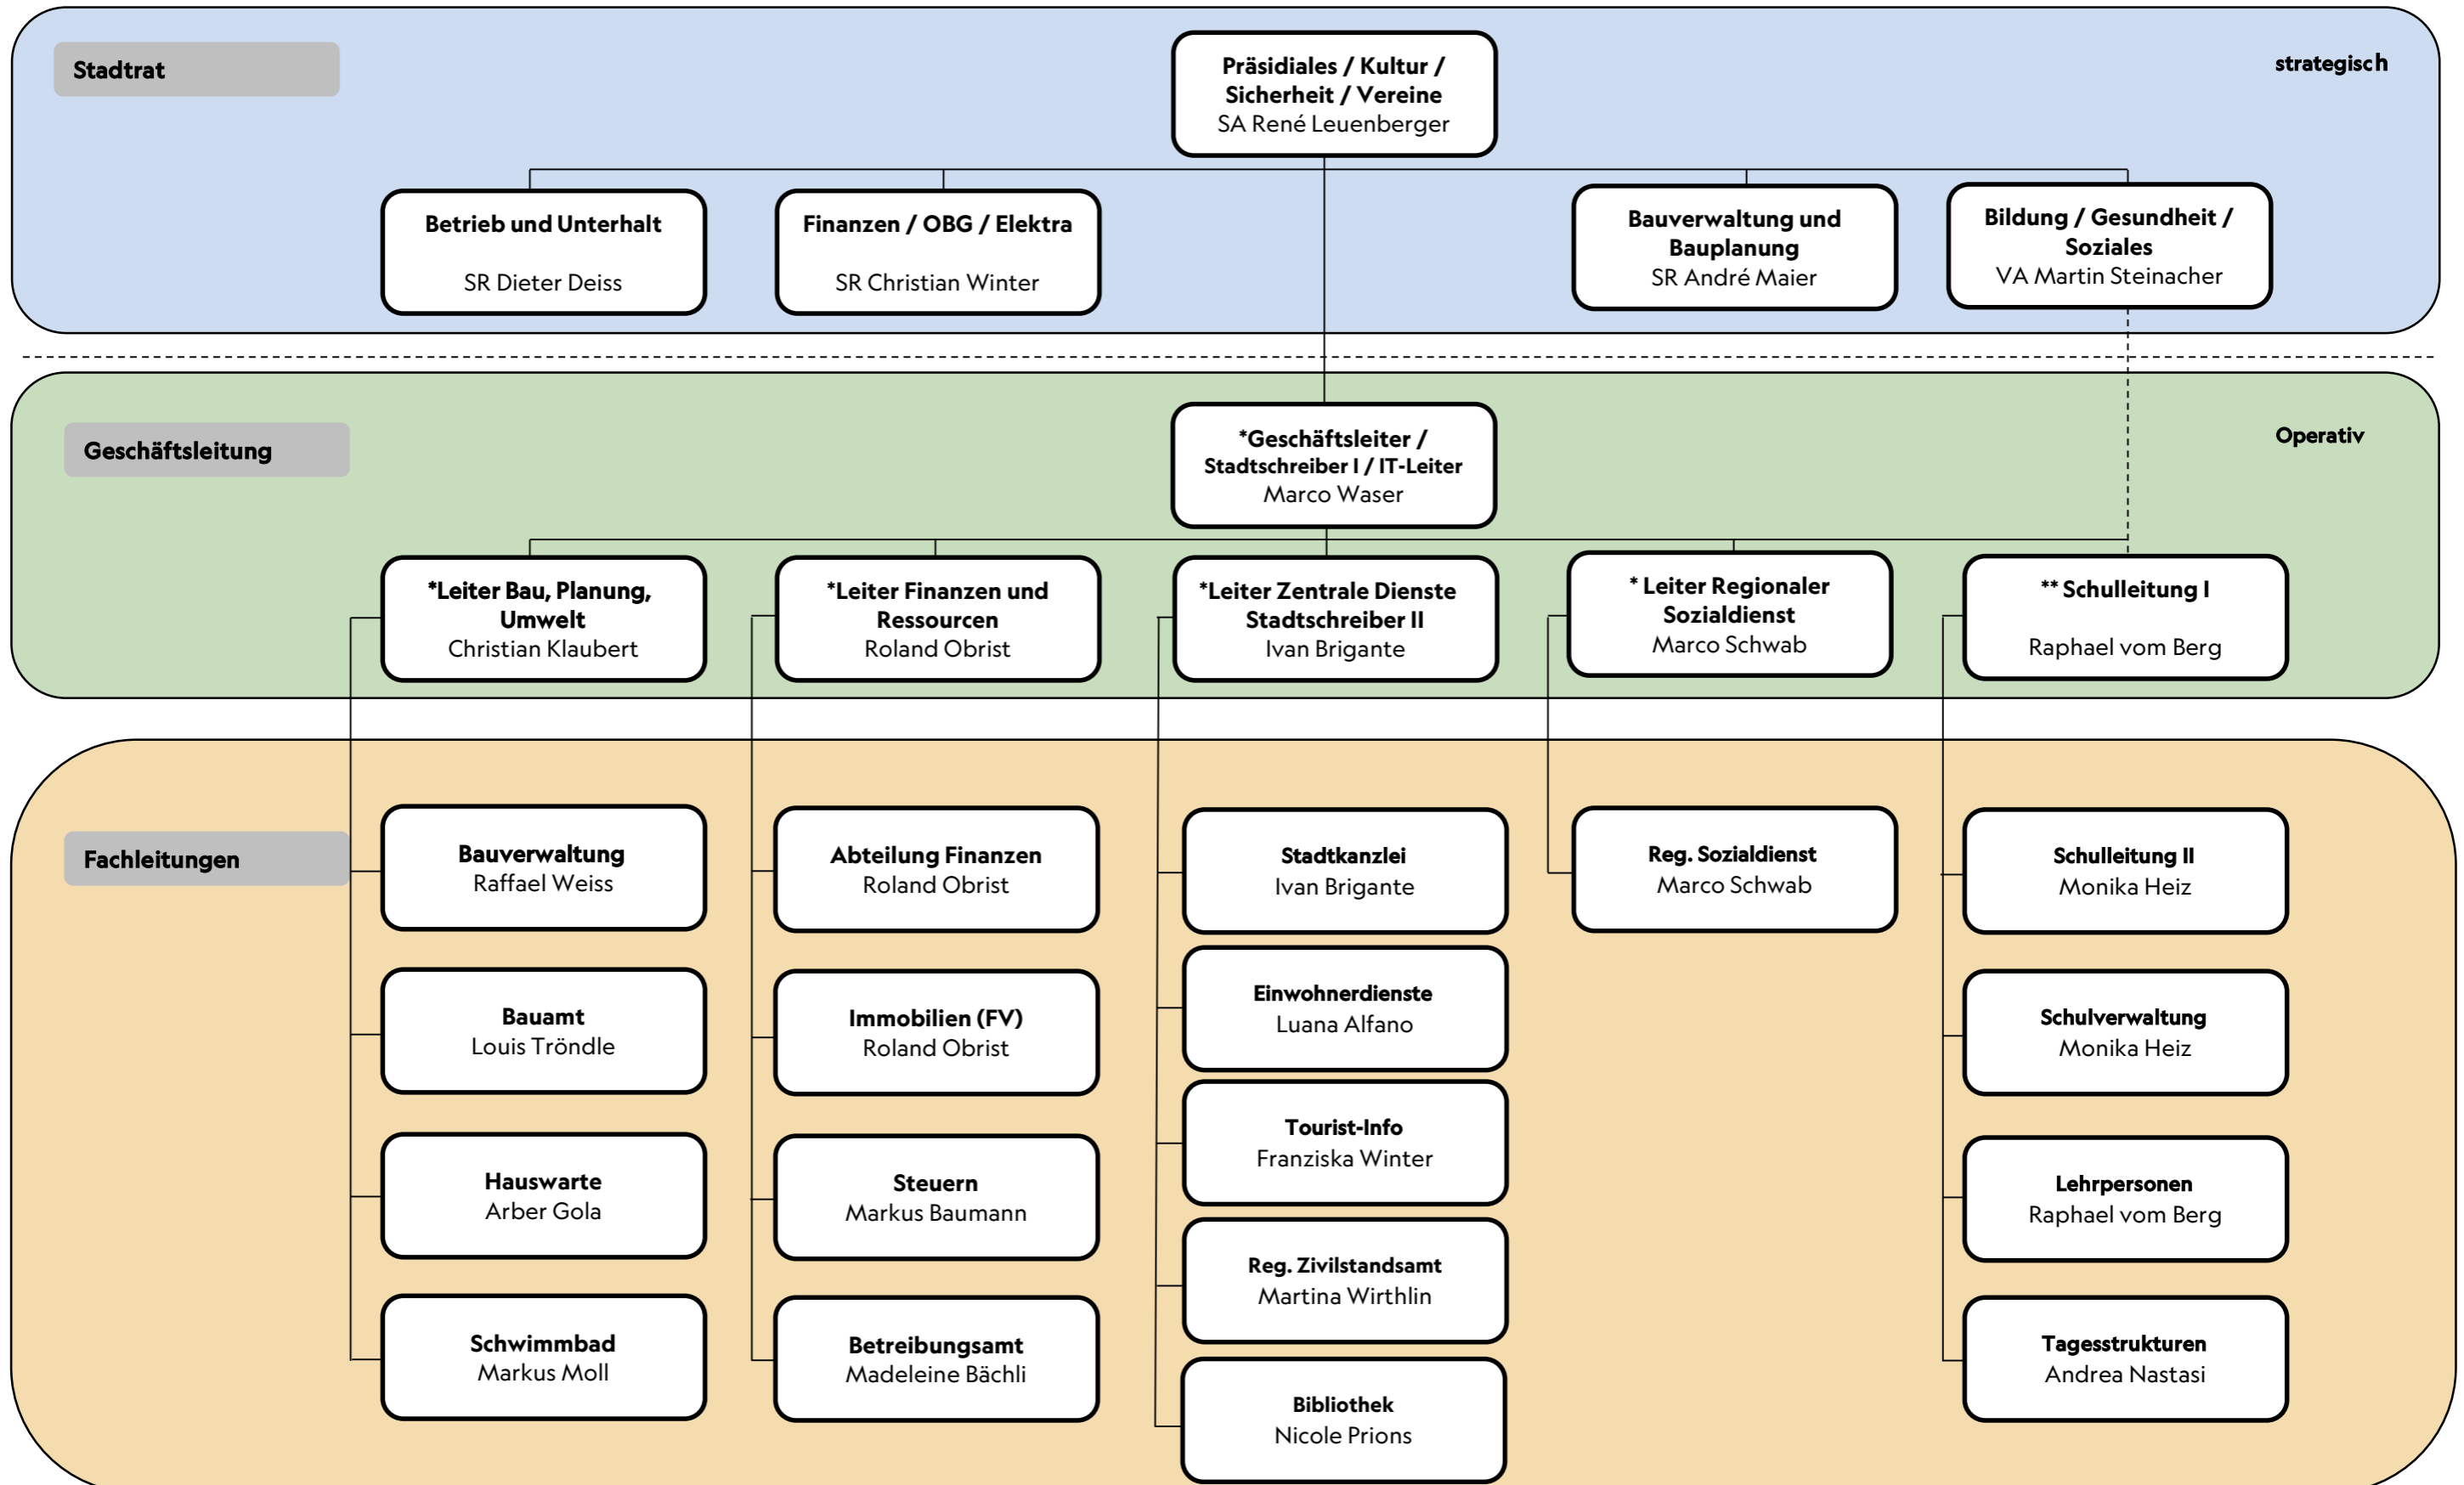 Stadtrat
strategisch
Präsidiales / Kultur /
Sicherheit / Vereine
SA René Leuenberger
Betrieb und Unterhalt
SR Dieter Deiss
Finanzen / OBG / Elektra
SR Christian Winter
Bauverwaltung und
Bauplanung
SR André Maier
Bildung / Gesundheit /
Soziales
VA Martin Steinacher
Geschäftsleitung
Operativ
*Geschäftsleiter /
Stadtschreiber I / IT-Leiter
Marco Waser
*Leiter Bau, Planung,
Umwelt
Christian Klaubert
*Leiter Finanzen und
Ressourcen
Roland Obrist
*Leiter Zentrale Dienste
Stadtschreiber II
Ivan Brigante
* Leiter Regionaler
Sozialdienst
Marco Schwab
** Schulleitung I
Raphael vom Berg
Fachleitungen
Bauverwaltung
Raffael Weiss
Bauamt
Louis Tröndle
Hauswarte
Arber Gola
Schwimmbad
Markus Moll
Abteilung Finanzen
Roland Obrist
Immobilien (FV)
Roland Obrist
Steuern
Markus Baumann
Betreibungsamt
Madeleine Bächli
Stadtkanzlei
Ivan Brigante
Einwohnerdienste
Luana Alfano
Tourist-Info
Franziska Winter
Reg. Zivilstandsamt
Martina Wirthlin
Bibliothek
Nicole Prions
Reg. Sozialdienst
Marco Schwab
Schulleitung II
Monika Heiz
Schulverwaltung
Monika Heiz
Lehrpersonen
Raphael vom Berg
Tagesstrukturen
Andrea Nastasi